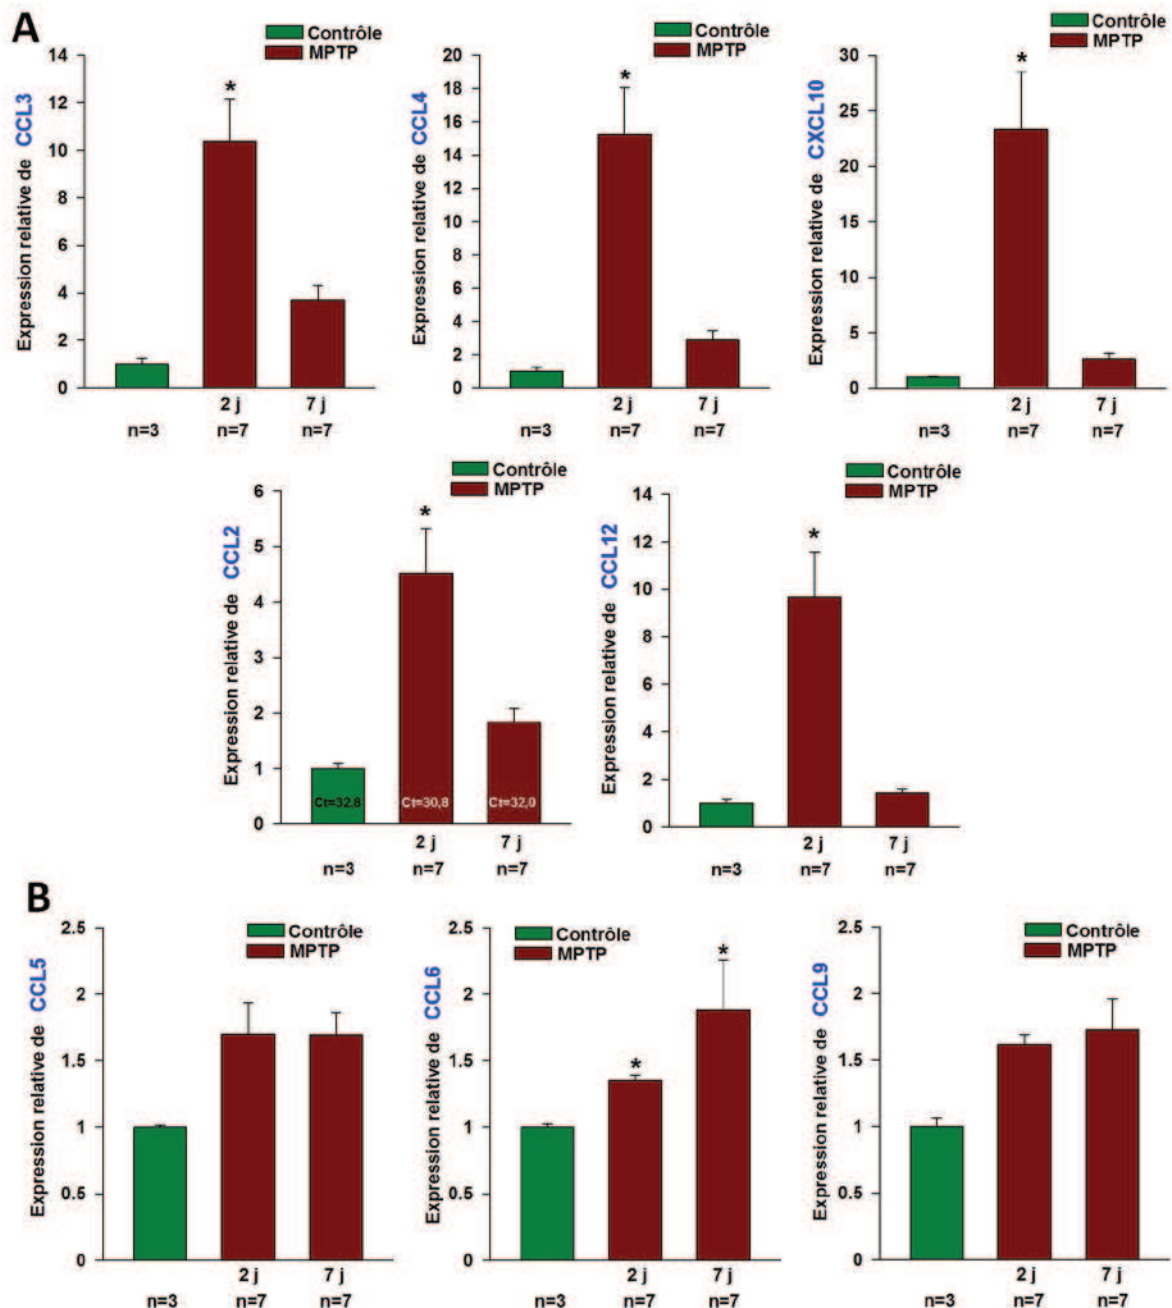 A
Contrôle
MPTP
Expression relative de CCL3
14
12
10
8
6
4
2
0
*
2 j
7 j
n=3
n=7
n=7
Contrôle
MPTP
Expression relative de CCL4
20
18
16
14
12
10
8
6
4
2
0
*
2 j
7 j
n=3
n=7
n=7
Contrôle
MPTP
Expression relative de CXCL10
30
25
20
15
10
5
0
*
2 j
7 j
n=3
n=7
n=7
Contrôle
MPTP
Expression relative de CCL2
6
5
4
3
2
1
0
*
Ct=32,8
Ct=30,8
Ct=32,0
2 j
7 j
n=3
n=7
n=7
Contrôle
MPTP
Expression relative de CCL12
14
12
10
8
6
4
2
0
*
2 j
7 j
n=3
n=7
n=7
B
Contrôle
MPTP
Expression relative de CCL5
2.5
2
1.5
1
0.5
0
2 j
7 j
n=3
n=7
n=7
Contrôle
MPTP
Expression relative de CCL6
2.5
2
1.5
1
0.5
0
*
*
2 j
7 j
n=3
n=7
n=7
Contrôle
MPTP
Expression relative de CCL9
2.5
2
1.5
1
0.5
0
2 j
7 j
n=3
n=7
n=7